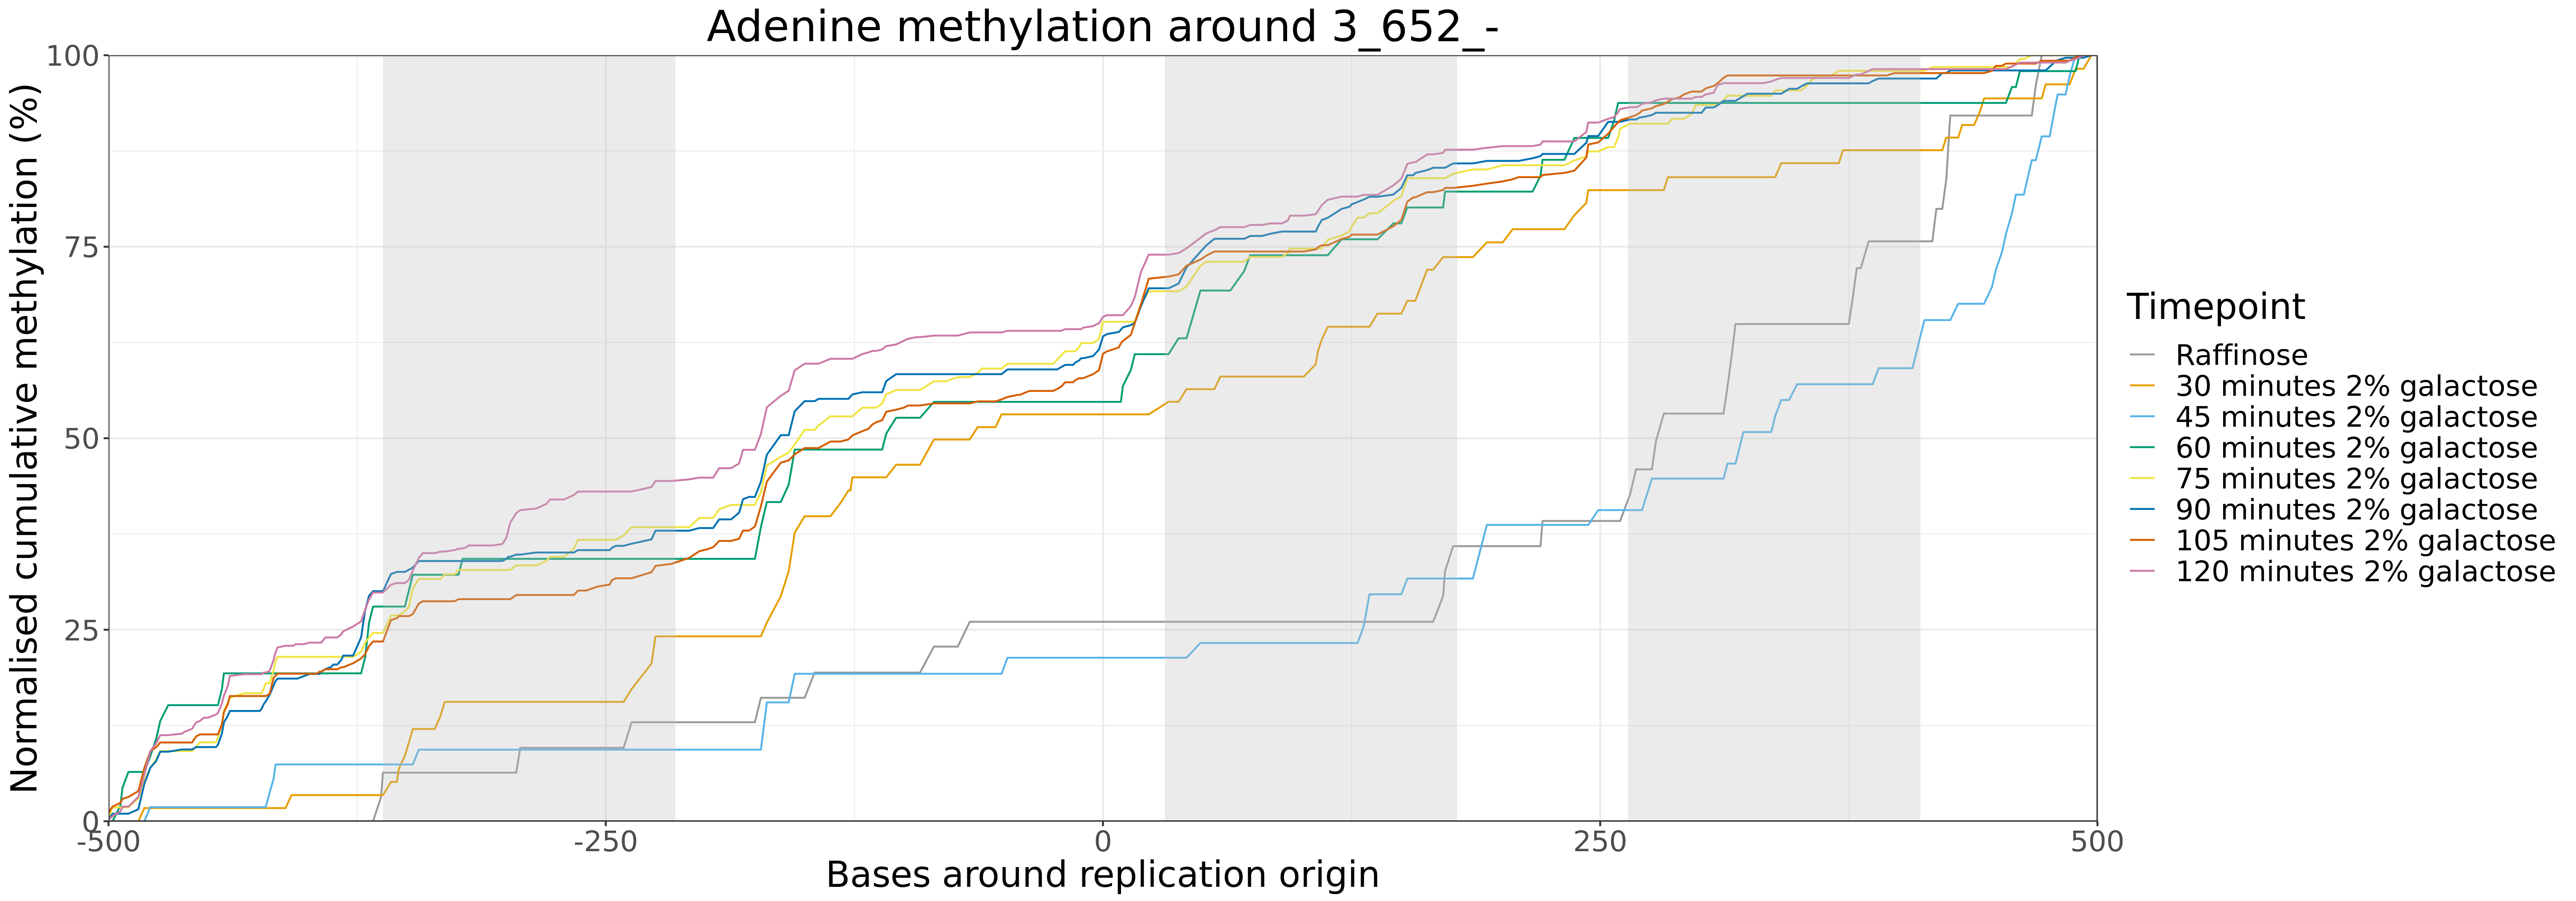 Adenine methylation around 3_652_-
Normalised cumulative methylation (%)
100
75
50
25
0
-500
-250
0
250
500
Bases around replication origin
Timepoint
Raffinose
30 minutes 2% galactose
45 minutes 2% galactose
60 minutes 2% galactose
75 minutes 2% galactose
90 minutes 2% galactose
105 minutes 2% galactose
120 minutes 2% galactose